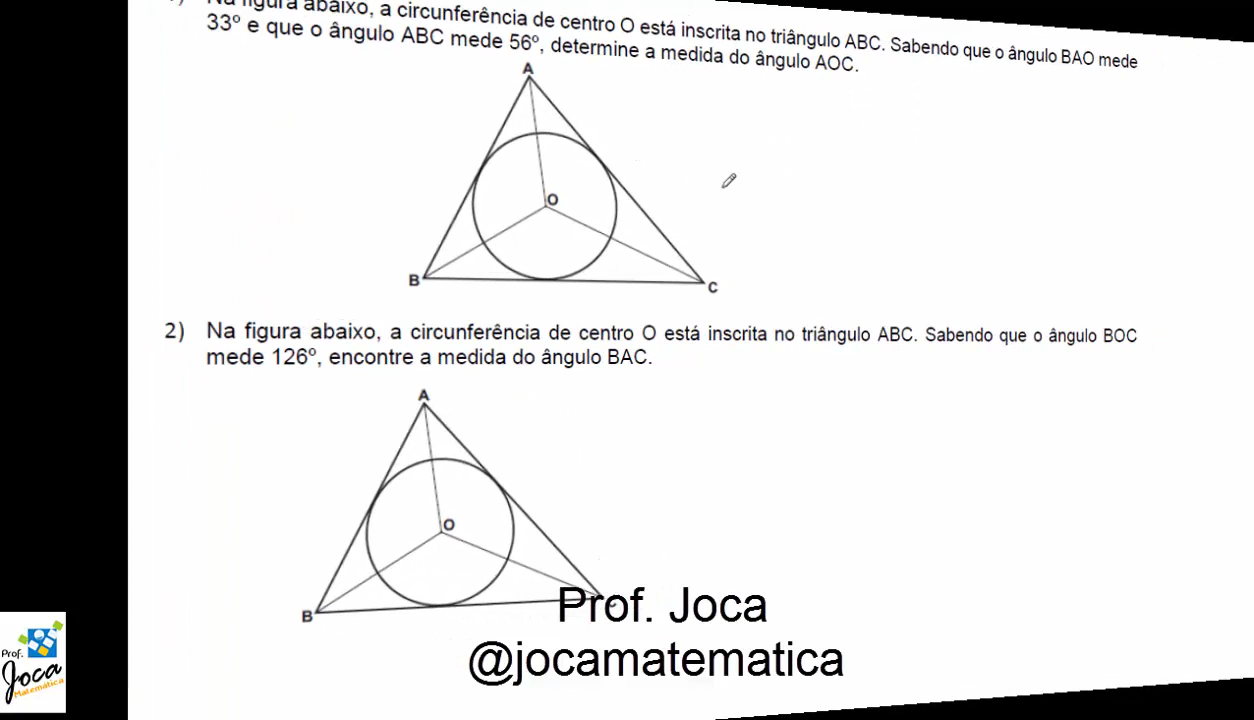 Na figura abaixo, a circunferência de centro O está inscrita no triângulo ABC. Sabendo que o ângulo BAO mede
33º e que o ângulo ABC mede 56º, determine a medida do ângulo AOC.
A
O
B
C
2) Na figura abaixo, a circunferência de centro O está inscrita no triângulo ABC. Sabendo que o ângulo BOC
mede 126º, encontre a medida do ângulo BAC.
A
O
B
Prof. Joca
@jocamatematica
Prof.
Joca
Matemática